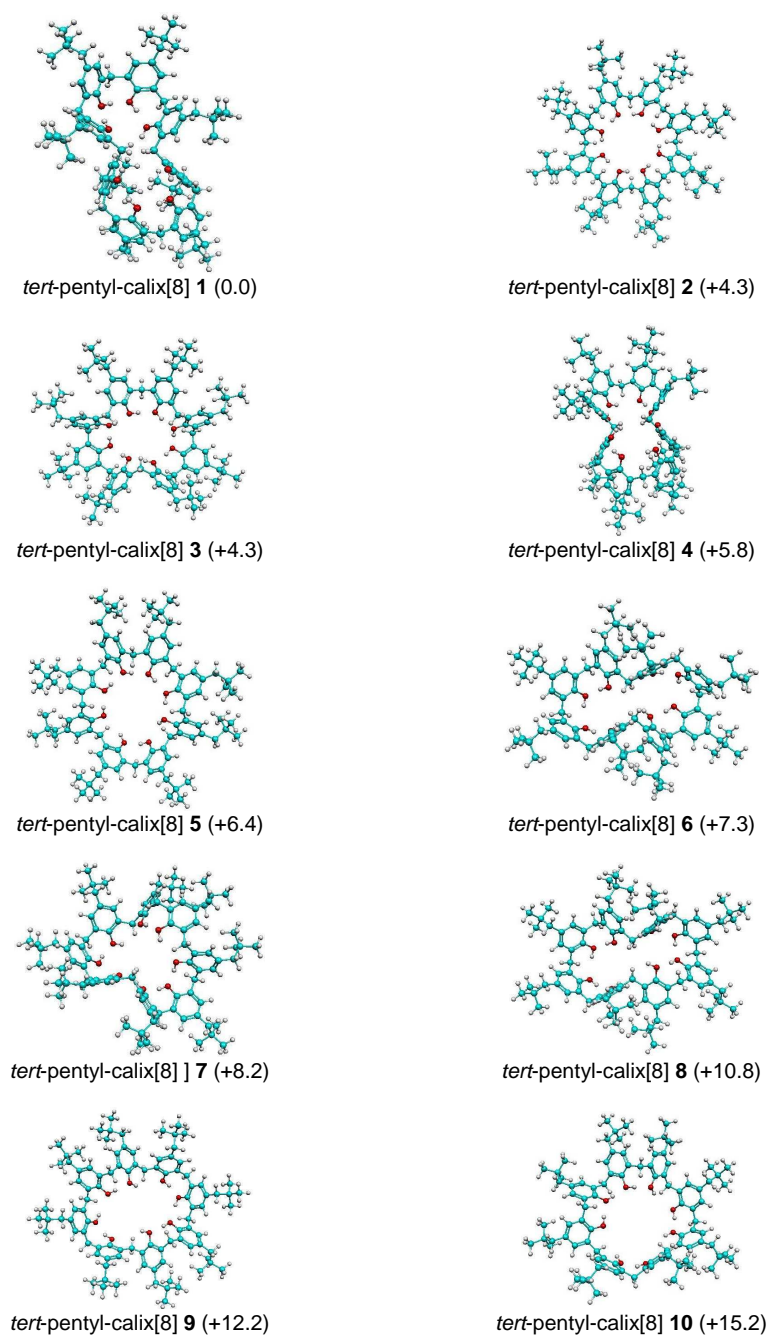 tert-pentyl-calix[8] 1 (0.0)
tert-pentyl-calix[8] 2 (+4.3)
tert-pentyl-calix[8] 3 (+4.3)
tert-pentyl-calix[8] 4 (+5.8)
tert-pentyl-calix[8] 5 (+6.4)
tert-pentyl-calix[8] 6 (+7.3)
tert-pentyl-calix[8] ] 7 (+8.2)
tert-pentyl-calix[8] 8 (+10.8)
tert-pentyl-calix[8] 9 (+12.2)
tert-pentyl-calix[8] 10 (+15.2)